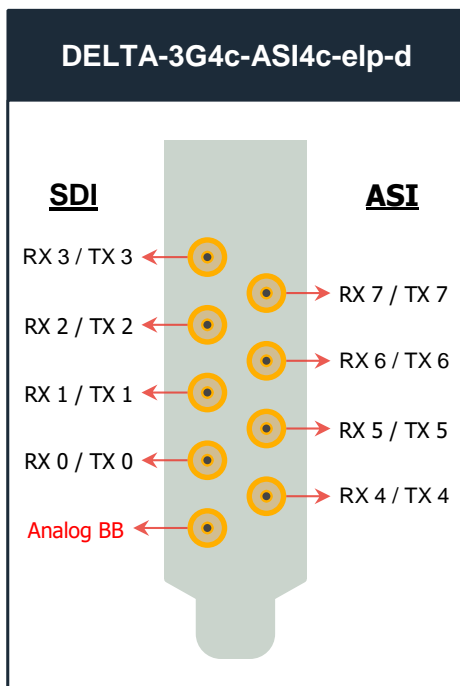 DELTA-3G4c-ASI4c-elp-d
SDI
RX 3 / TX 3
RX 2 / TX 2
RX 1 / TX 1
RX 0 / TX 0
Analog BB
ASI
RX 7 / TX 7
RX 6 / TX 6
RX 5 / TX 5
RX 4 / TX 4